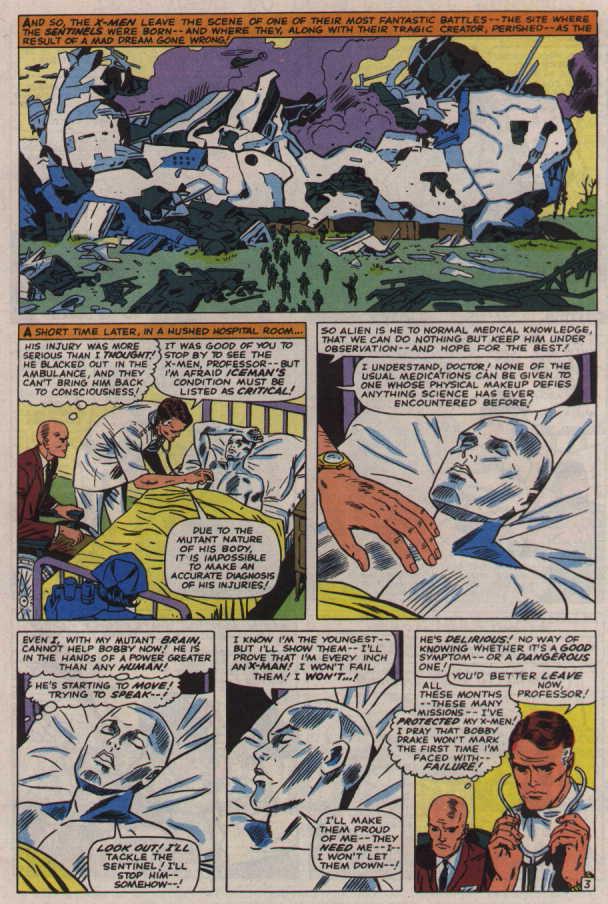 AND SO, THE X-MEN LEAVE THE SCENE OF ONE OF THEIR MOST FANTASTIC BATTLES--THE SITE WHERE
THE SENTINELS WERE BORN--AND WHERE THEY, ALONG WITH THEIR TRAGIC CREATOR, PERISHED--AS THE
RESULT OF A MAD DREAM GONE WRONG!
A SHORT TIME LATER, IN A HUSHED HOSPITAL ROOM...
HIS INJURY WAS MORE
SERIOUS THAN I THOUGHT!
HE BLACKED OUT IN THE
AMBULANCE, AND THEY
CAN'T BRING HIM BACK
TO CONSCIOUSNESS!
IT WAS GOOD OF YOU TO
STOP BY TO SEE THE
X-MEN, PROFESSOR--BUT
I'M AFRAID ICEMAN'S
CONDITION MUST BE
LISTED AS CRITICAL!
DUE TO THE
MUTANT NATURE
OF HIS BODY,
IT IS IMPOSSIBLE
TO MAKE AN
ACCURATE DIAGNOSIS
OF HIS INJURIES!
SO ALIEN IS HE TO NORMAL MEDICAL KNOWLEDGE,
THAT WE CAN DO NOTHING BUT KEEP HIM UNDER
OBSERVATION--AND HOPE FOR THE BEST!
I UNDERSTAND, DOCTOR! NONE OF THE
USUAL MEDICATIONS CAN BE GIVEN TO
ONE WHOSE PHYSICAL MAKEUP DEFIES
ANYTHING SCIENCE HAS EVER
ENCOUNTERED BEFORE!
EVEN I, WITH MY MUTANT BRAIN,
CANNOT HELP BOBBY NOW! HE IS
IN THE HANDS OF A POWER GREATER
THAN ANY HUMAN!
HE'S STARTING TO MOVE!
TRYING TO SPEAK--!
LOOK OUT! I'LL
TACKLE THE
SENTINEL! I'LL
STOP HIM--
SOMEHOW--!
I KNOW I'M THE YOUNGEST--
BUT I'LL SHOW THEM--I'LL
PROVE THAT I'M EVERY INCH
AN X-MAN! I WON'T FAIL
THEM! I WON'T...!
I'LL MAKE
THEM PROUD
OF ME--THEY
NEED ME--I--
I WON'T LET
THEM DOWN--!
HE'S DELIRIOUS! NO WAY OF
KNOWING WHETHER IT'S A GOOD
SYMPTOM--OR A DANGEROUS
ONE!
YOU'D BETTER LEAVE
NOW,
PROFESSOR!
ALL
THESE MONTHS
--THESE MANY
MISSIONS--I'VE
PROTECTED MY X-MEN!
I PRAY THAT BOBBY
DRAKE WON'T MARK
THE FIRST TIME I'M
FACED WITH--
FAILURE!
3